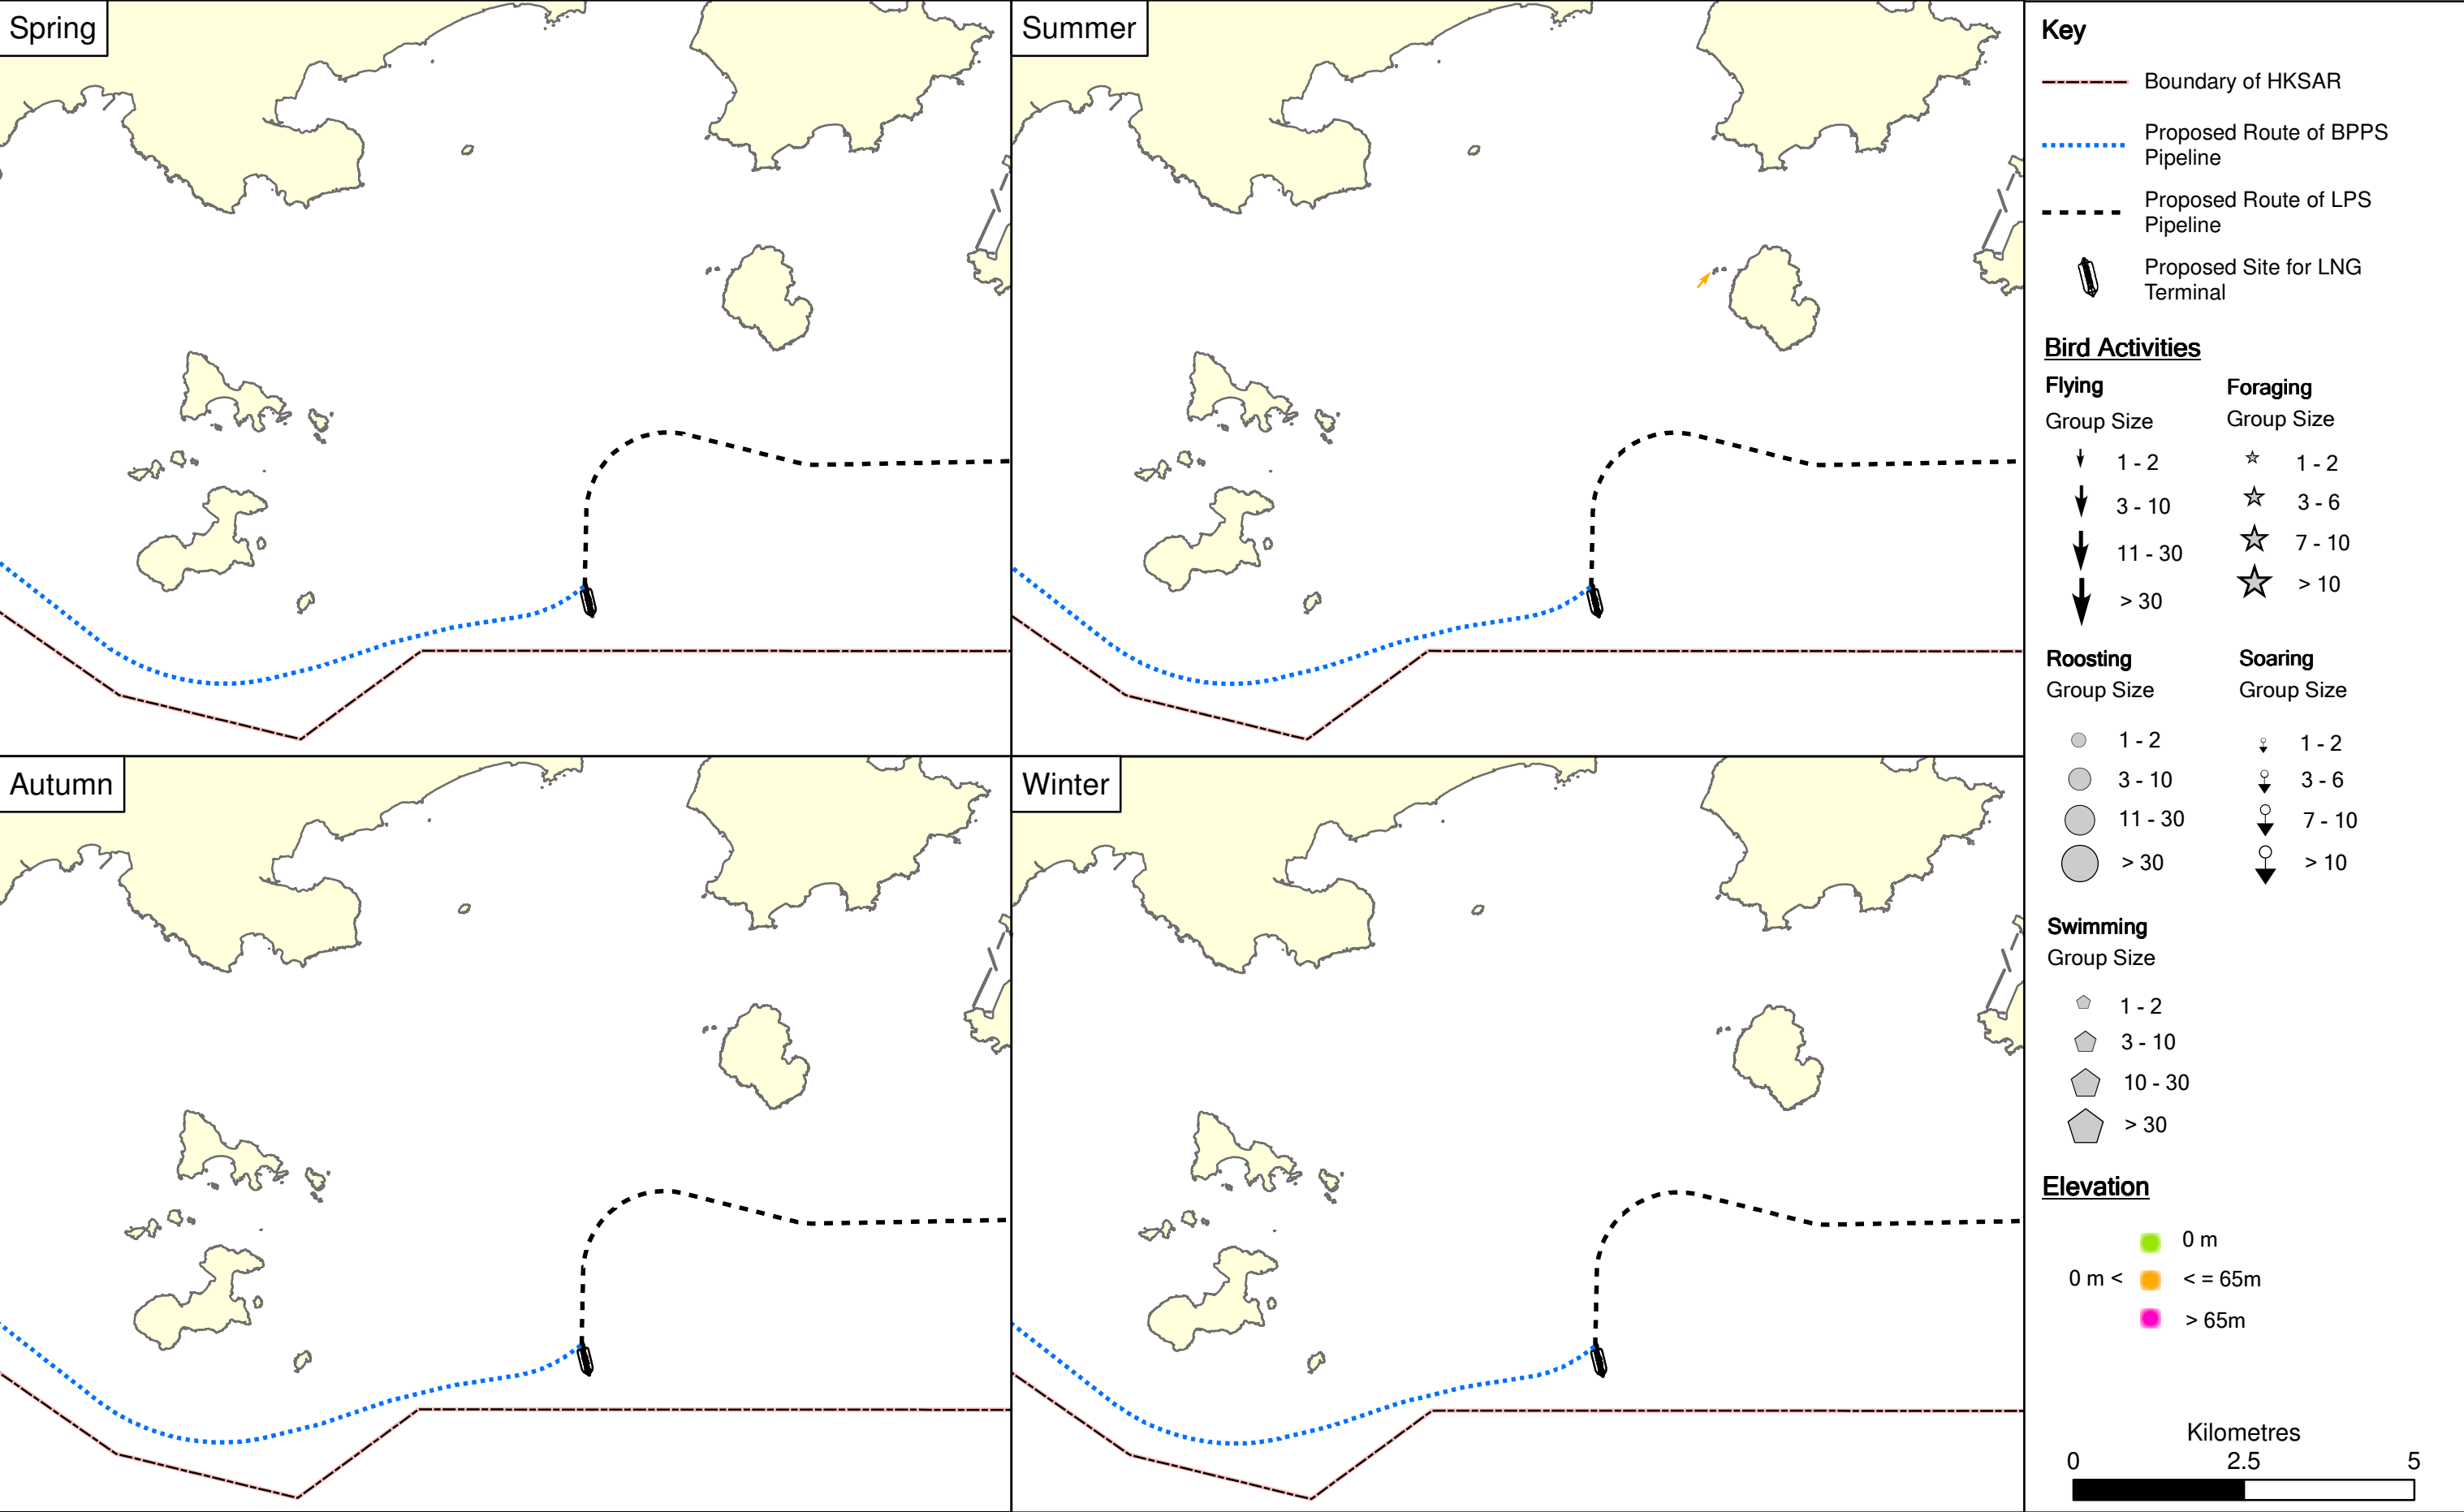 Spring
Summer
Autumn
Winter
Key
Boundary of HKSAR
Proposed Route of BPPS
Pipeline
Proposed Route of LPS
Pipeline
Proposed Site for LNG
Terminal
Bird Activities
Flying
Group Size
1 - 2
3 - 10
11 - 30
> 30
Foraging
Group Size
1 - 2
3 - 6
7 - 10
> 10
Roosting
Group Size
1 - 2
3 - 10
11 - 30
> 30
Soaring
Group Size
1 - 2
3 - 6
7 - 10
> 10
Swimming
Group Size
1 - 2
3 - 10
10 - 30
> 30
Elevation
0 m
0 m < < = 65m
> 65m
Kilometres
0 2.5 5